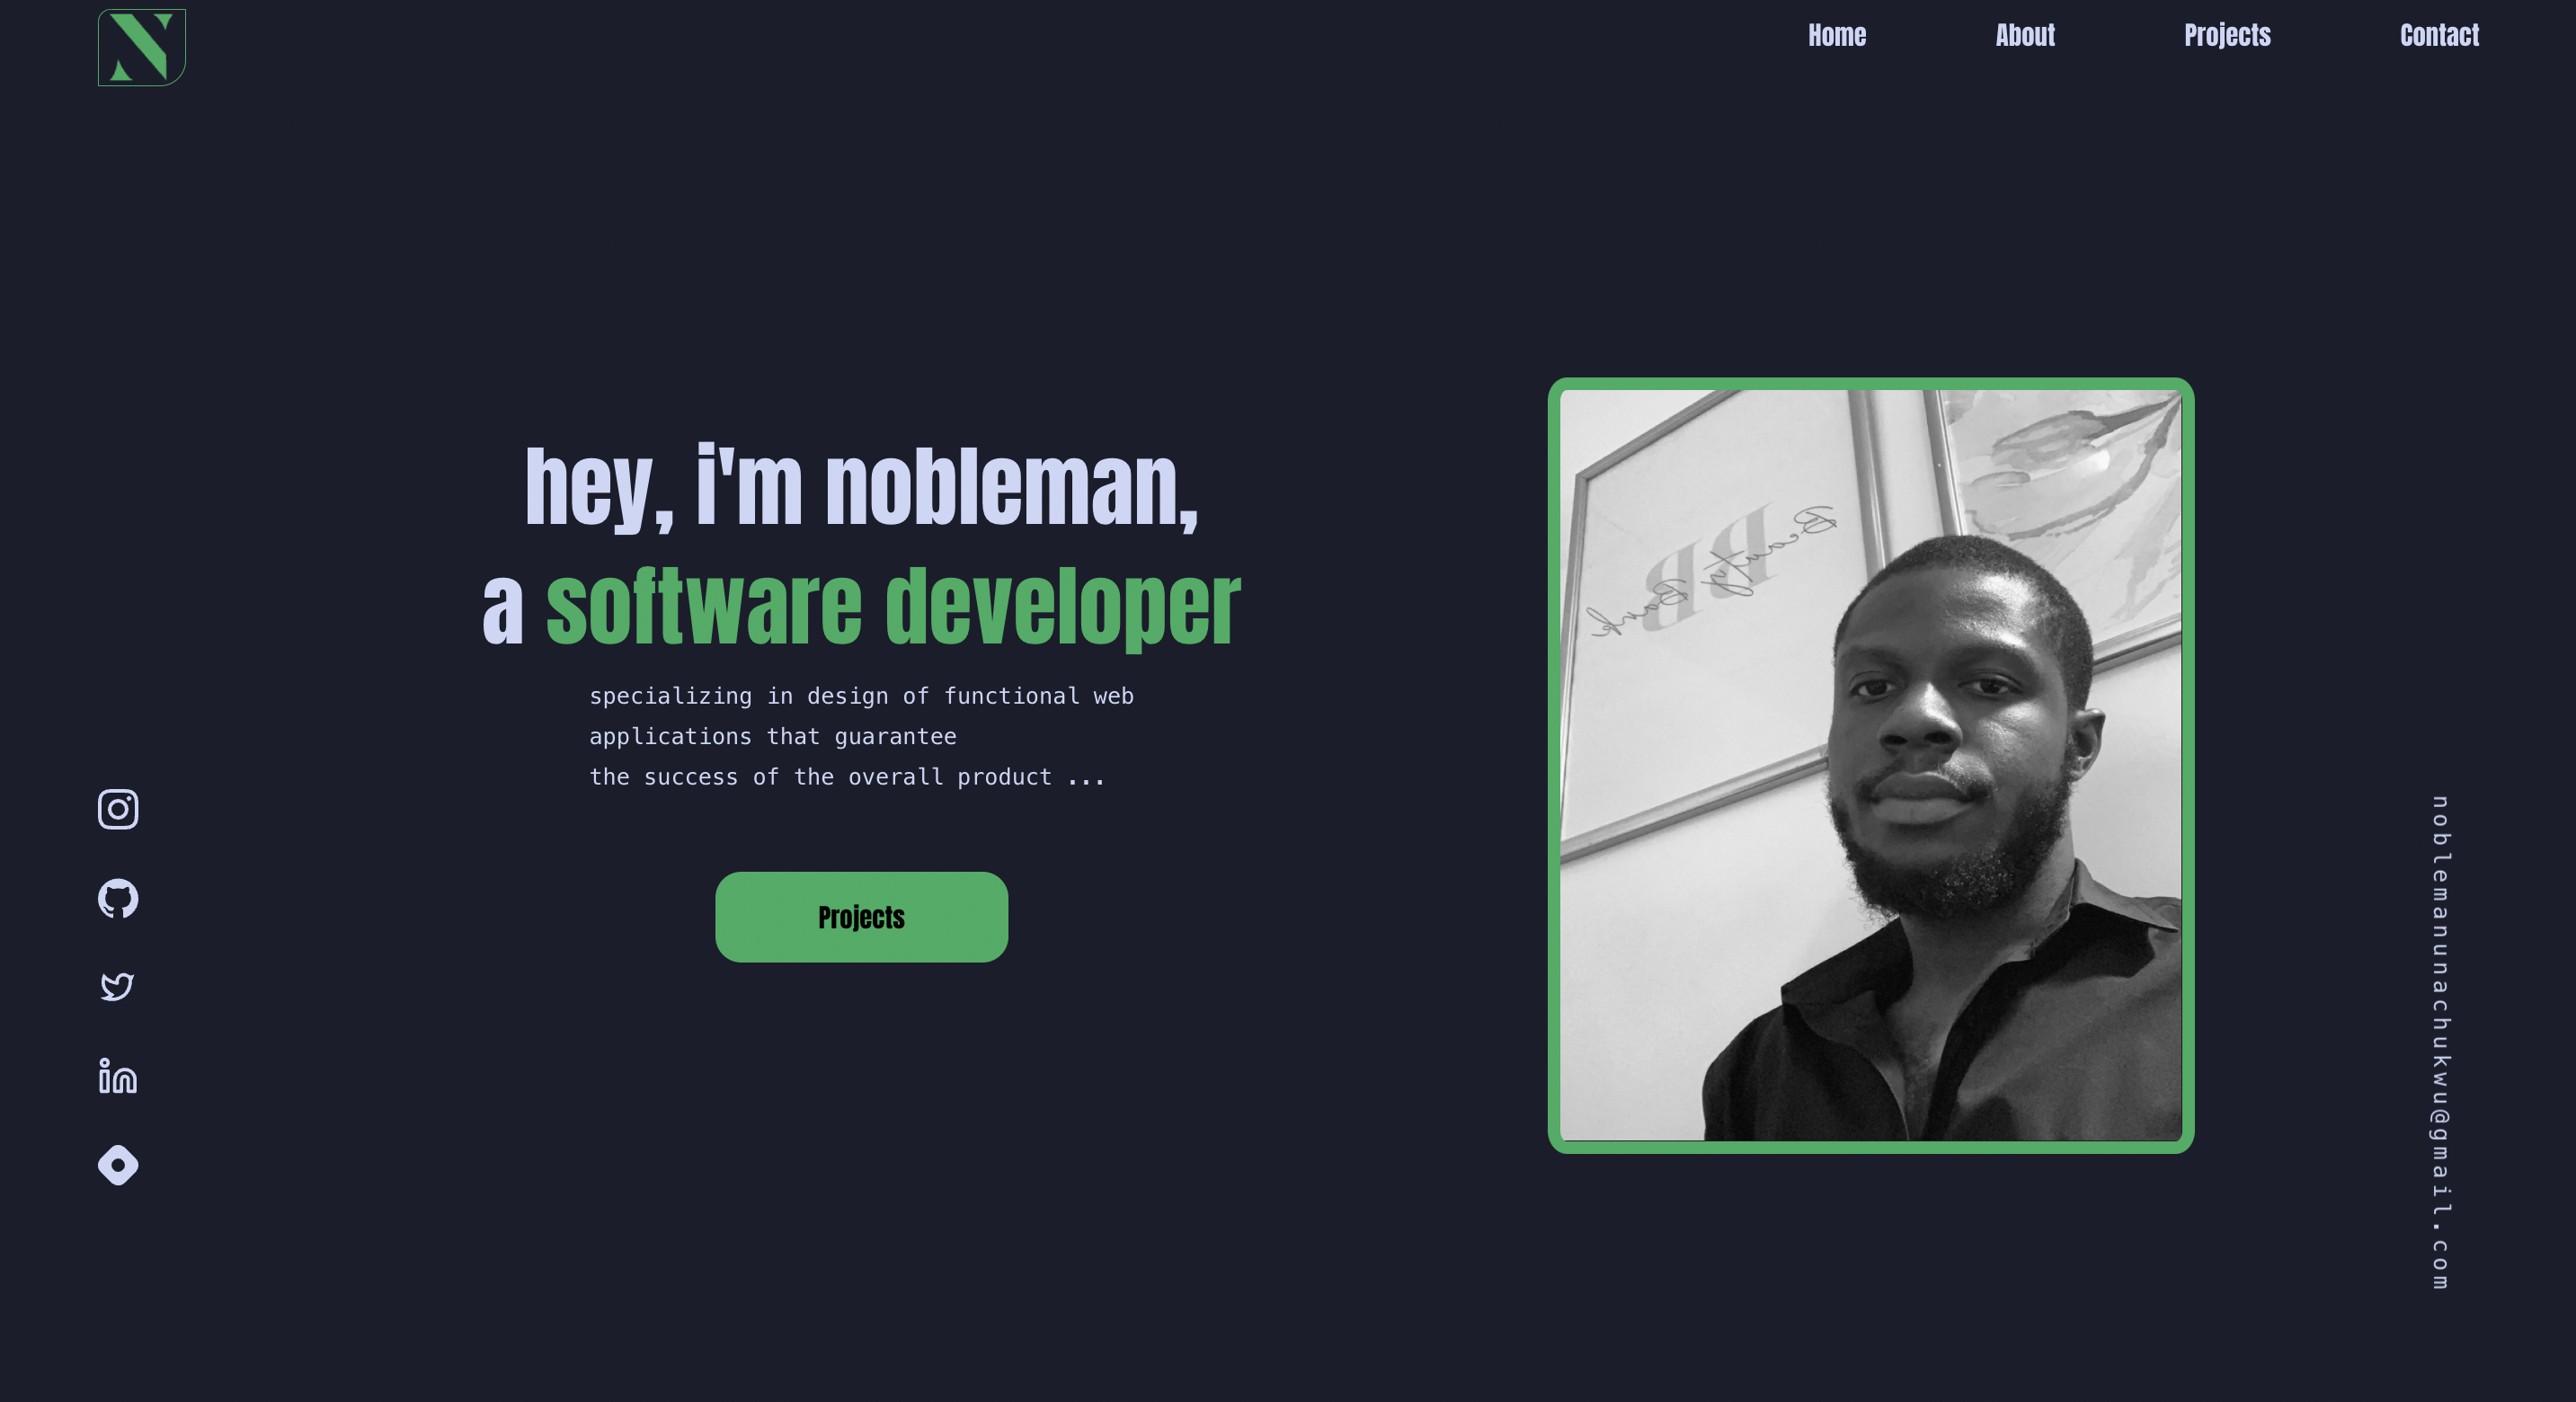 N
Home About Projects Contact
hey, i'm nobleman,
a software developer
specializing in design of functional web
applications that guarantee
the success of the overall product ...
Projects
BB
Beauty Bank
in
noblemanunachukwu@gmail.com